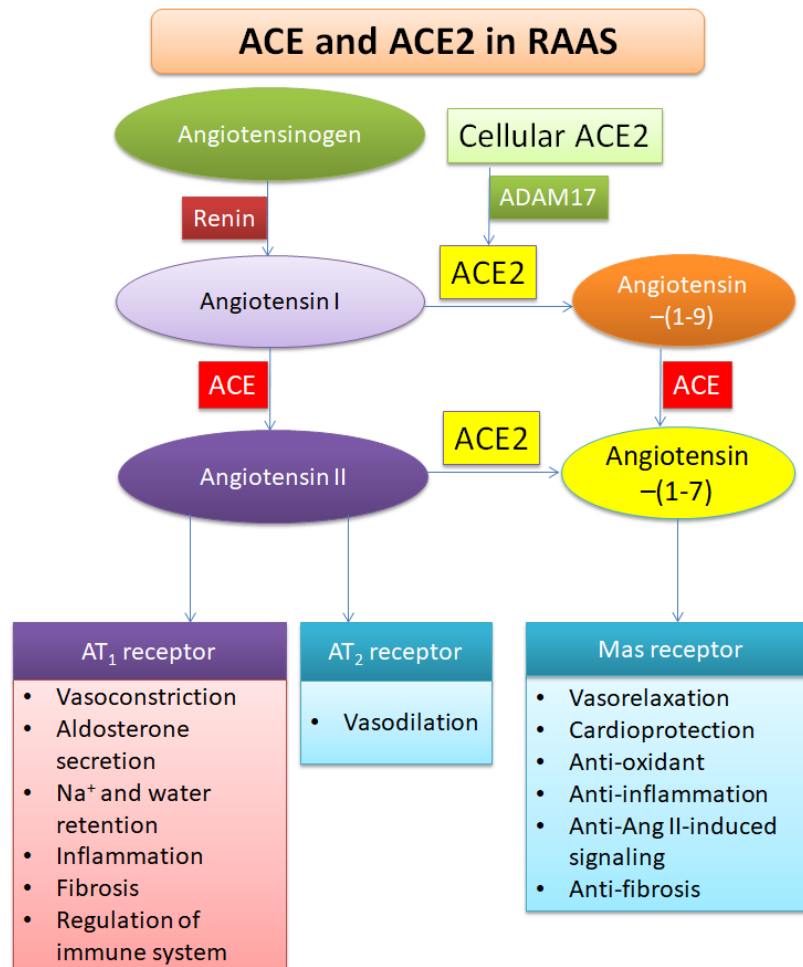 ACE and ACE2 in RAAS
Angiotensinogen
Cellular ACE2
ADAM17
Renin
ACE2
Angiotensin I
Angiotensin
–(1-9)
ACE
ACE
ACE2
Angiotensin II
Angiotensin
–(1-7)
AT₁ receptor
• Vasoconstriction
• Aldosterone
secretion
• Na⁺ and water
retention
• Inflammation
• Fibrosis
• Regulation of
immune system
AT₂ receptor
• Vasodilation
Mas receptor
• Vasorelaxation
• Cardioprotection
• Anti-oxidant
• Anti-inflammation
• Anti-Ang II-induced
signaling
• Anti-fibrosis